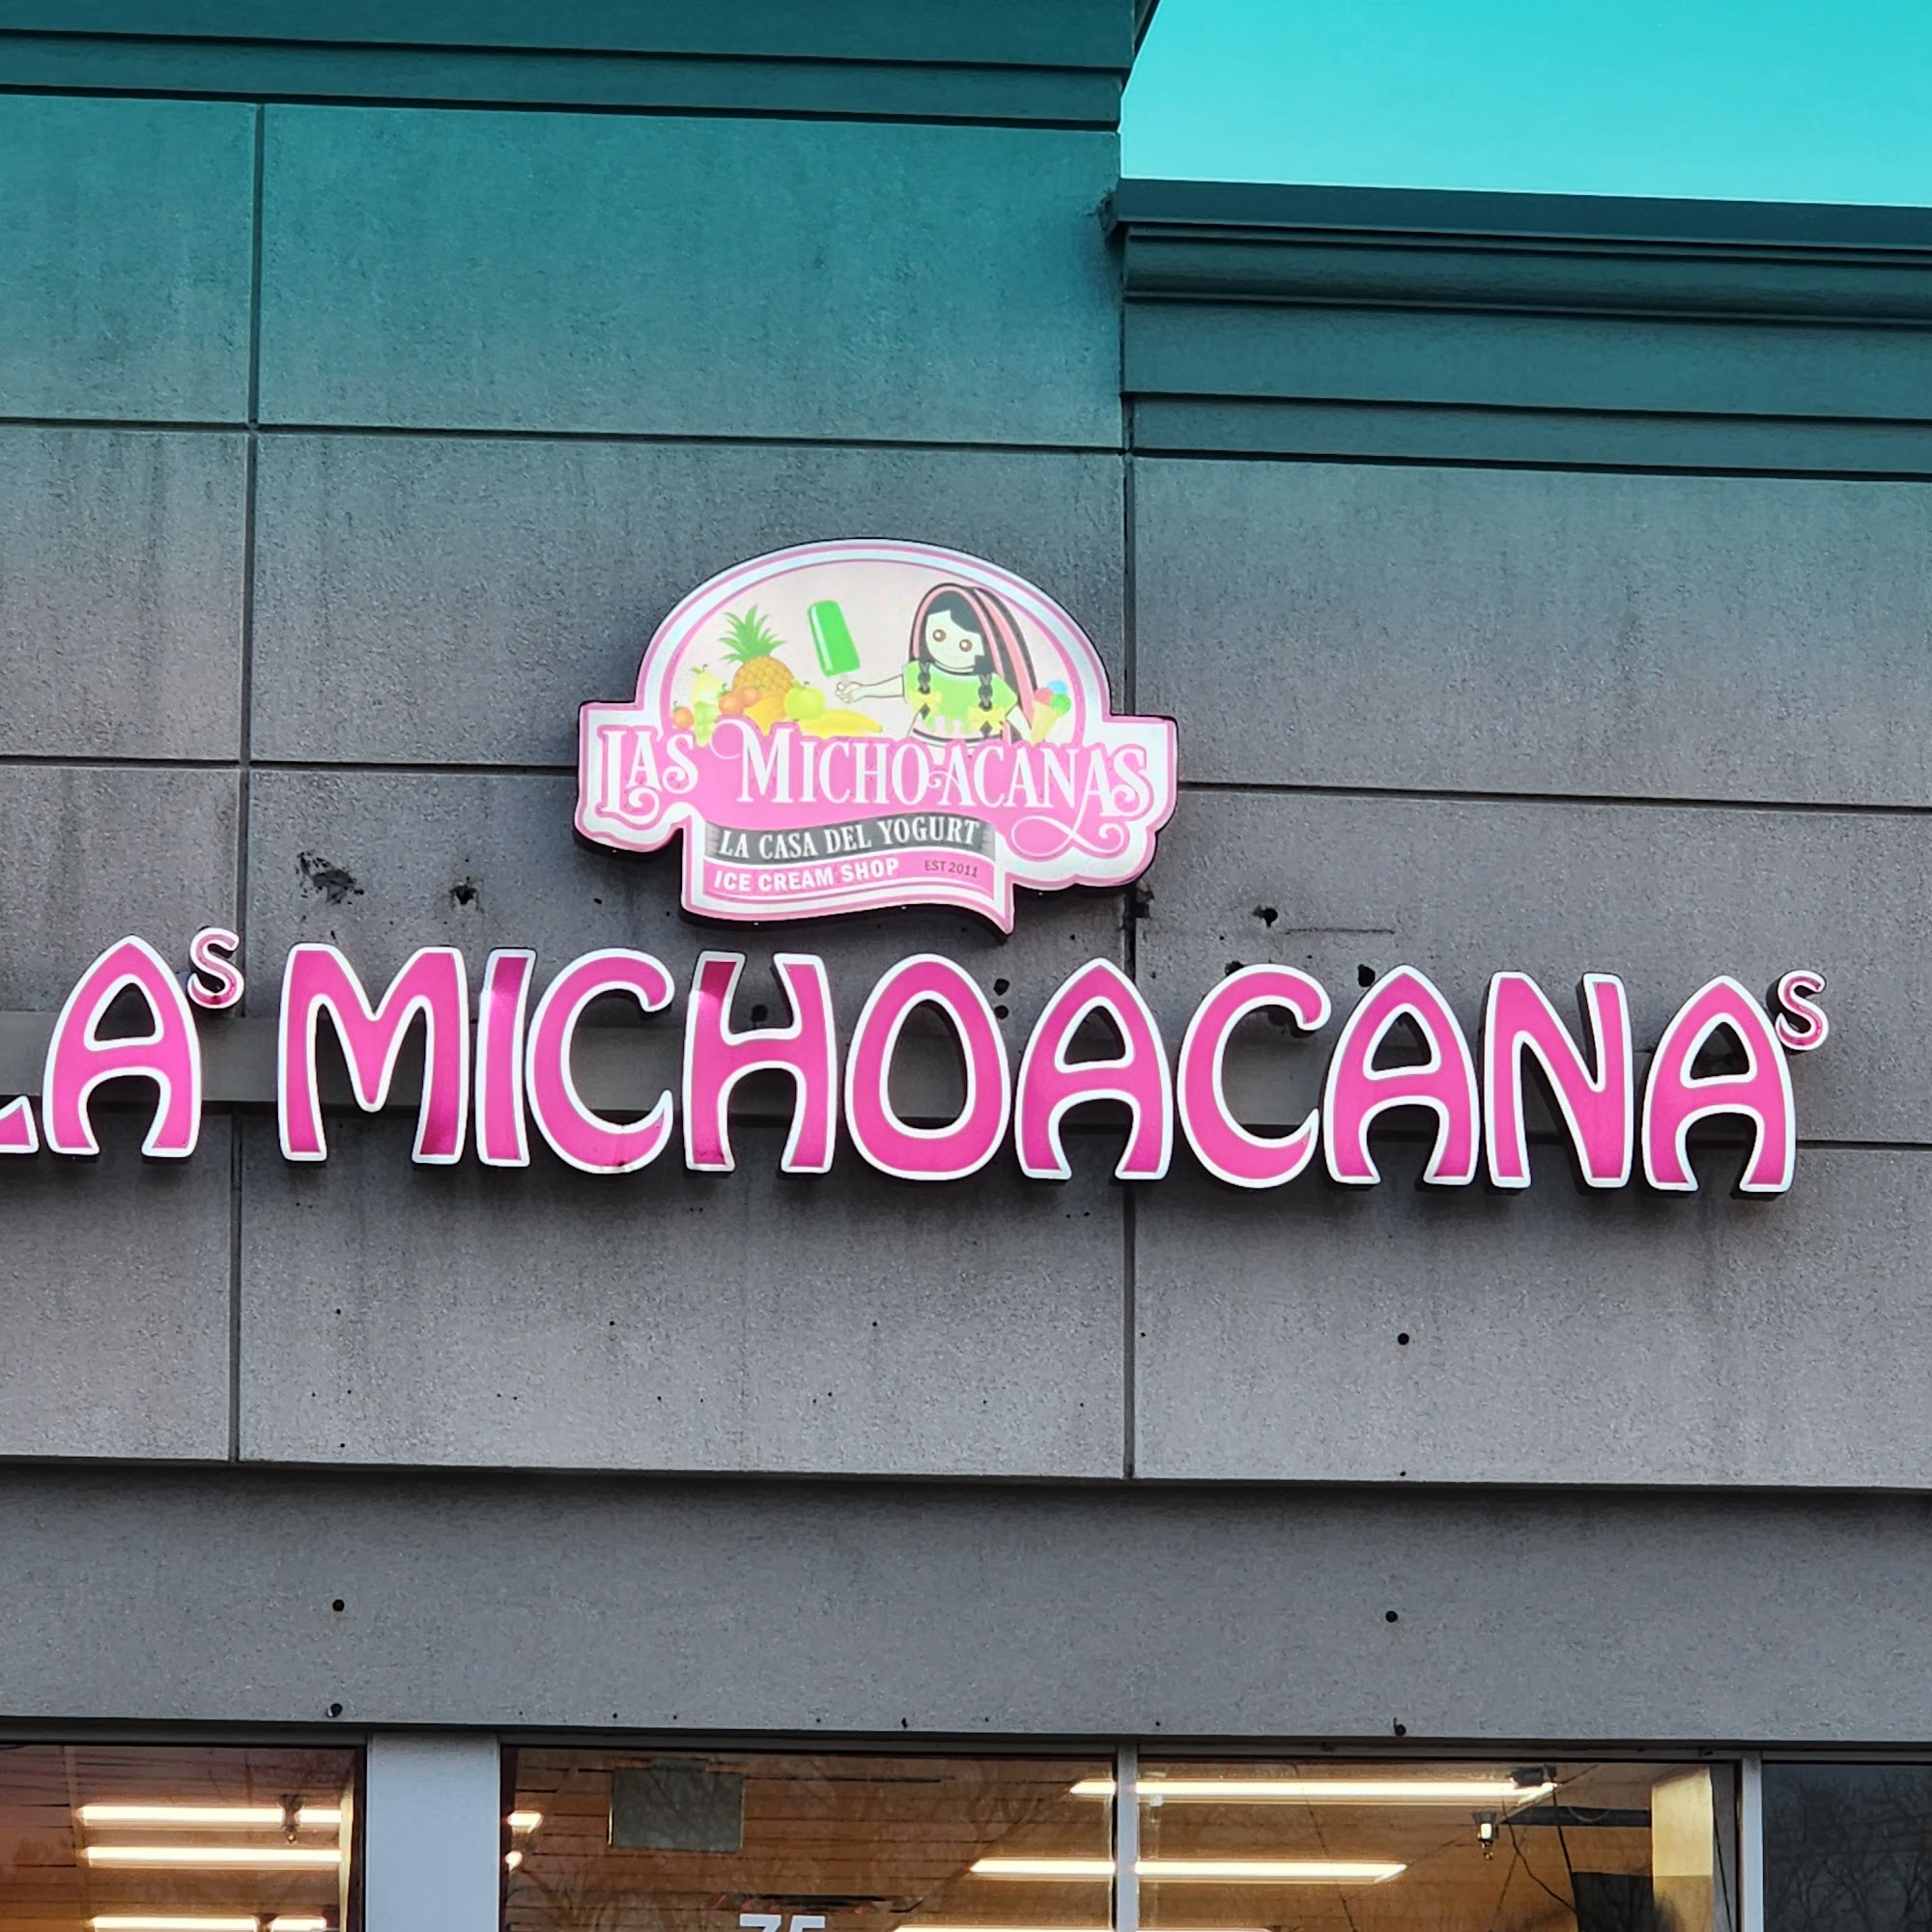 LAS MICHOACANAS
LA CASA DEL YOGURT
ICE CREAM SHOP EST 2011
LAS MICHOACANAS